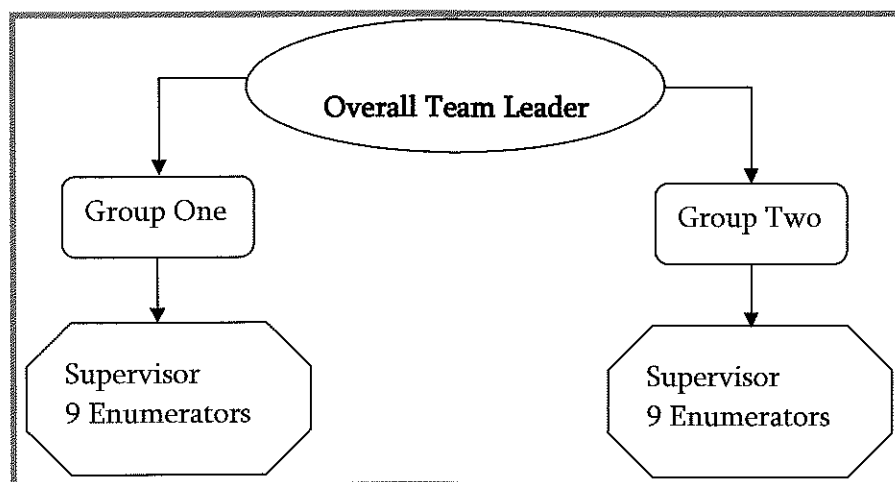 Overall Team Leader
Group One
Group Two
Supervisor
9 Enumerators
Supervisor
9 Enumerators